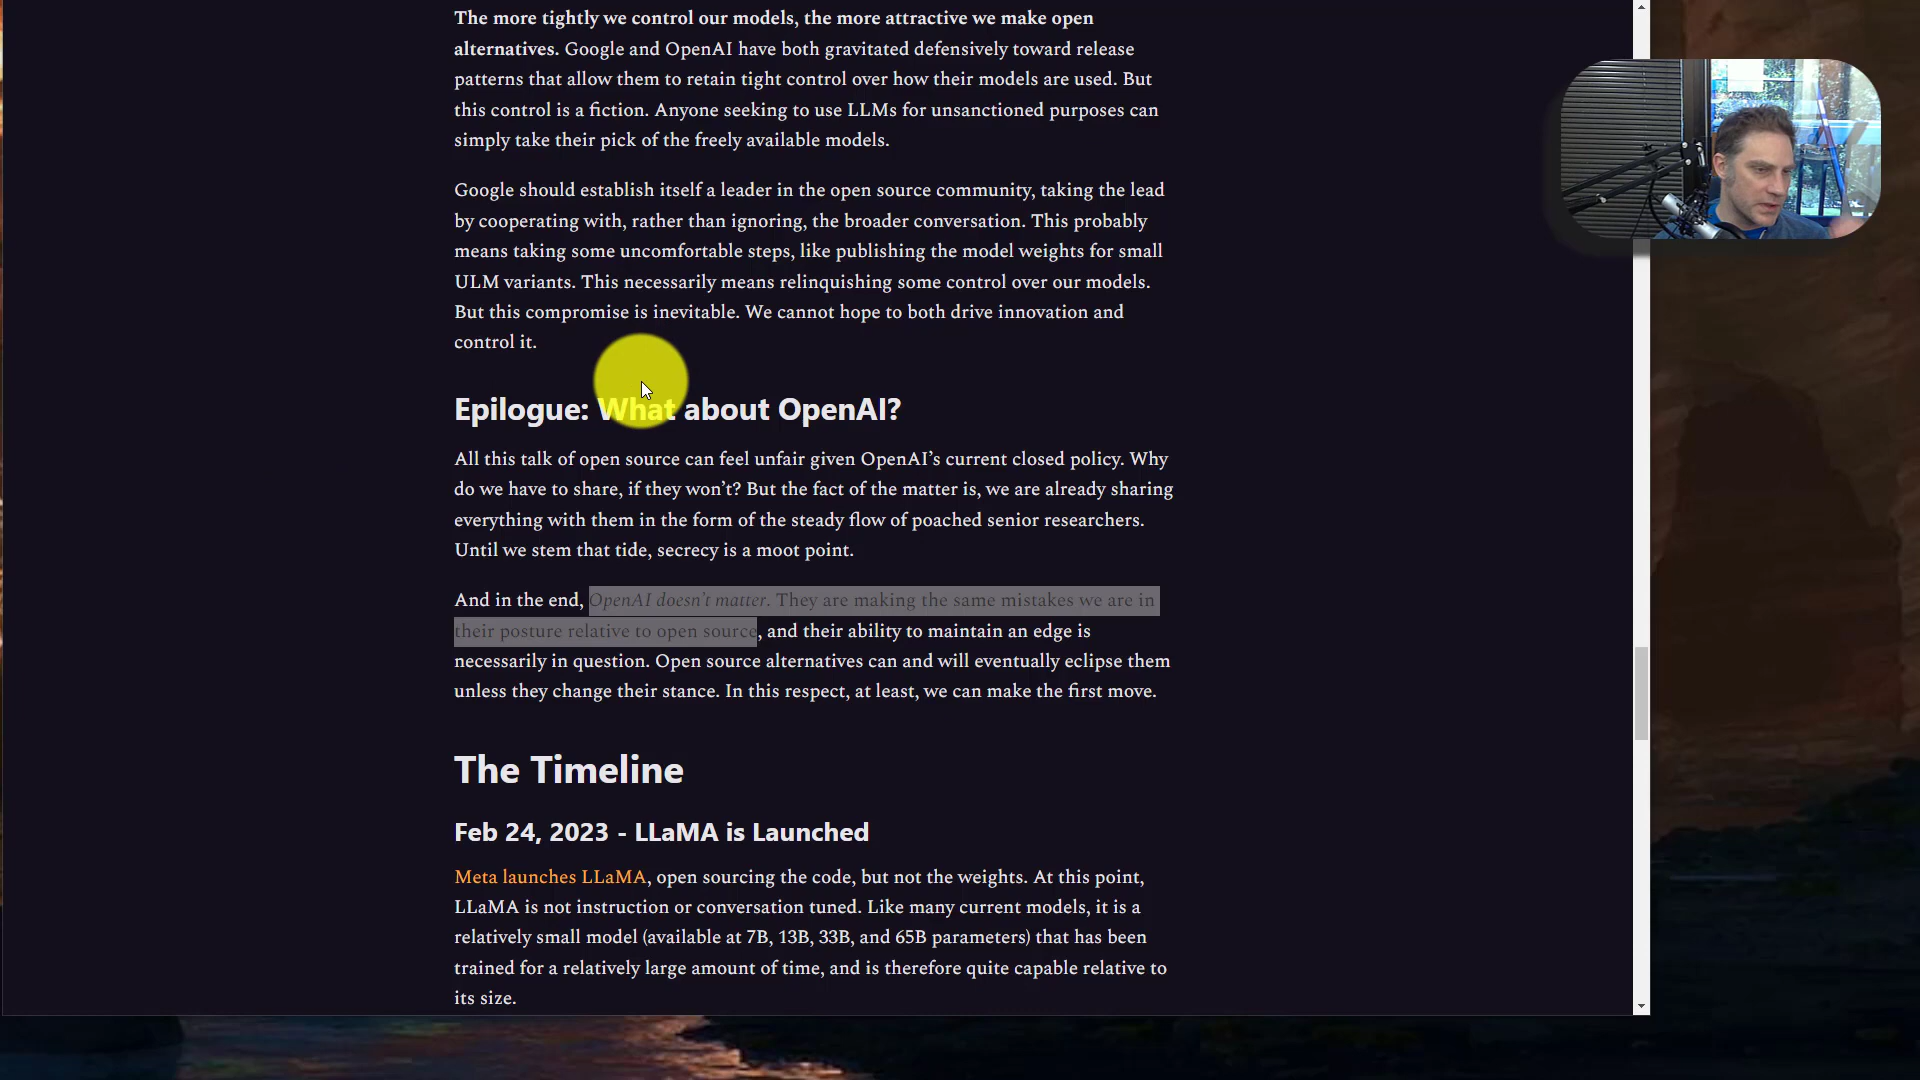 The more tightly we control our models, the more attractive we make open
alternatives. Google and OpenAI have both gravitated defensively toward release
patterns that allow them to retain tight control over how their models are used. But
this control is a fiction. Anyone seeking to use LLMs for unsanctioned purposes can
simply take their pick of the freely available models.
Google should establish itself a leader in the open source community, taking the lead
by cooperating with, rather than ignoring, the broader conversation. This probably
means taking some uncomfortable steps, like publishing the model weights for small
ULM variants. This necessarily means relinquishing some control over our models.
But this compromise is inevitable. We cannot hope to both drive innovation and
control it.
Epilogue: What about OpenAI?
All this talk of open source can feel unfair given OpenAI’s current closed policy. Why
do we have to share, if they won’t? But the fact of the matter is, we are already sharing
everything with them in the form of the steady flow of poached senior researchers.
Until we stem that tide, secrecy is a moot point.
And in the end, OpenAI doesn’t matter. They are making the same mistakes we are in
their posture relative to open source, and their ability to maintain an edge is
necessarily in question. Open source alternatives can and will eventually eclipse them
unless they change their stance. In this respect, at least, we can make the first move.
The Timeline
Feb 24, 2023 - LLaMA is Launched
Meta launches LLaMA, open sourcing the code, but not the weights. At this point,
LLaMA is not instruction or conversation tuned. Like many current models, it is a
relatively small model (available at 7B, 13B, 33B, and 65B parameters) that has been
trained for a relatively large amount of time, and is therefore quite capable relative to
its size.